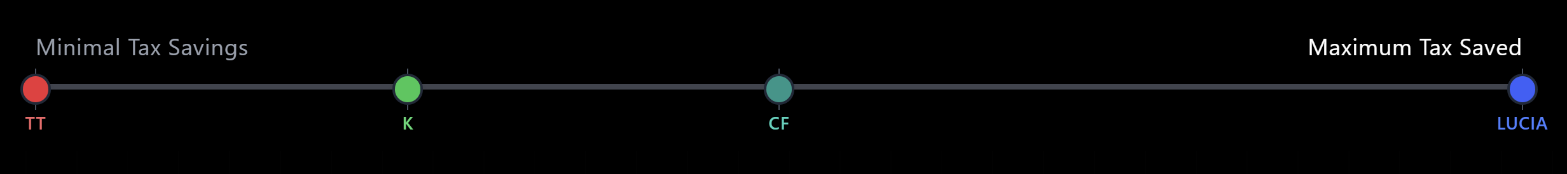 Minimal Tax Savings Maximum Tax Saved
TT K CF LUCIA